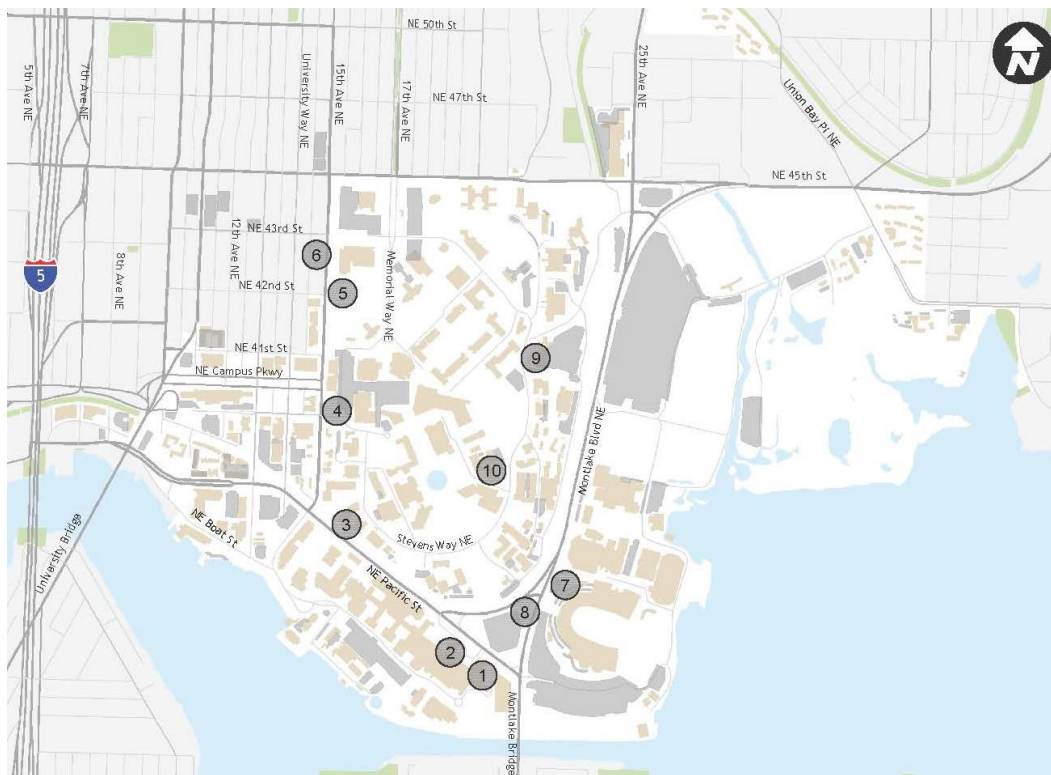 NE 50th St
N
5th Ave NE
7th Ave NE
University Way NE
15th Ave NE
17th Ave NE
25th Ave NE
NE 47th St
Union Bay Pl NE
NE 45th St
12th Ave NE
NE 43rd St
6
Memorial Way NE
5
8th Ave NE
NE 42nd St
5
NE 41st St
9
NE Campus Pkwy
4
Montlake Blvd NE
10
3
NE Boat St
Stevens Way NE
University Bridge
NE Pacific St
7
8
2
1
Montlake Bridge